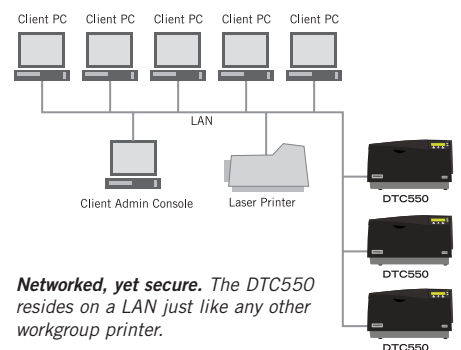 Client PC Client PC Client PC Client PC Client PC
LAN
Client Admin Console Laser Printer
DTC550
DTC550
Networked, yet secure. The DTC550
resides on a LAN just like any other
workgroup printer.
DTC550